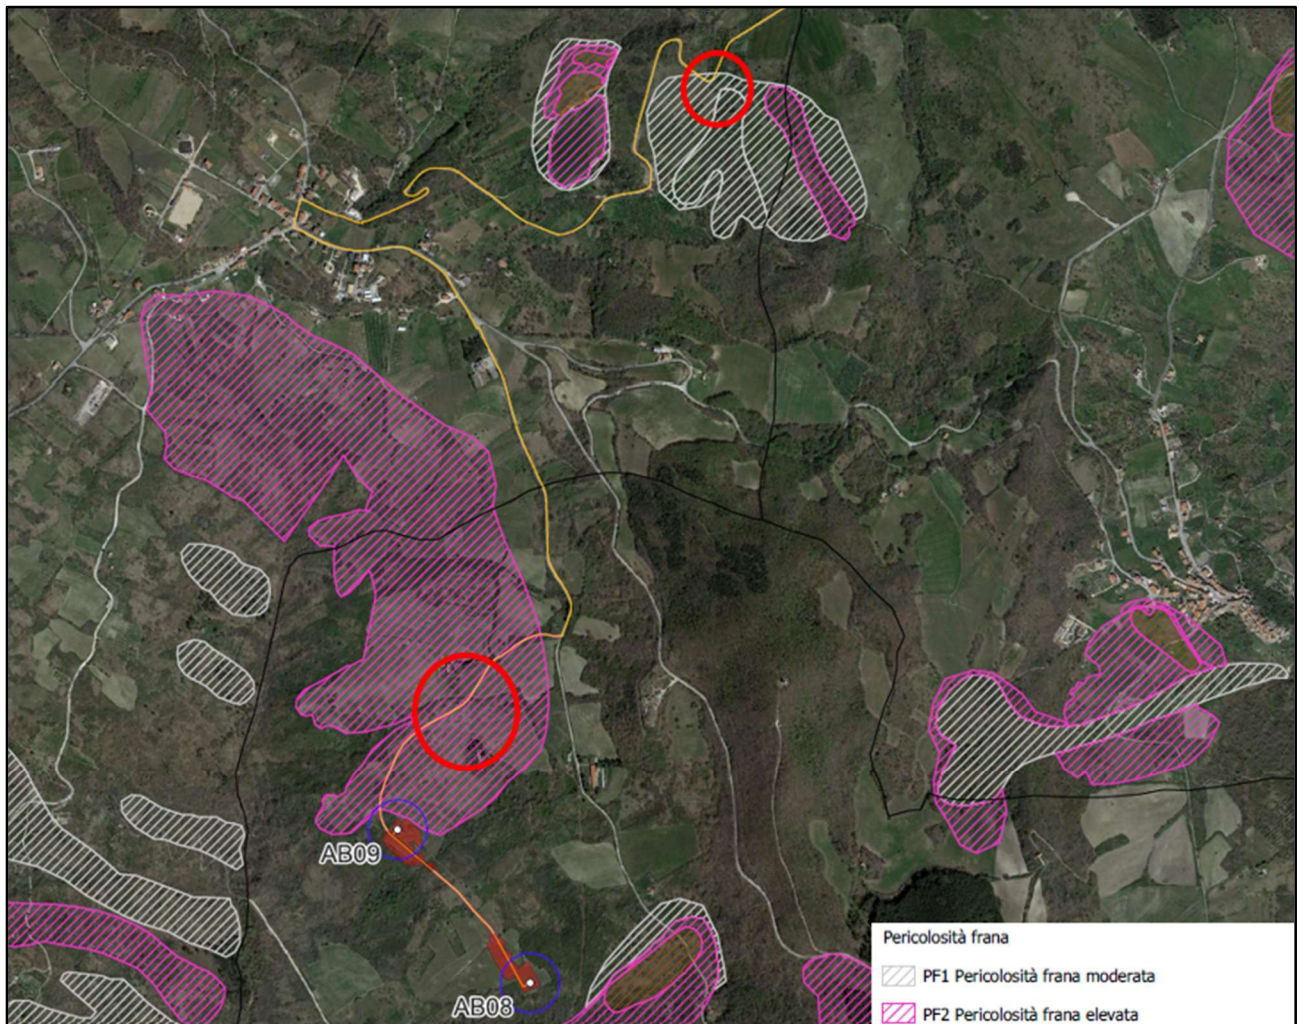 AB09
AB08
Pericolosità frana
PF1 Pericolosità frana moderata
PF2 Pericolosità frana elevata